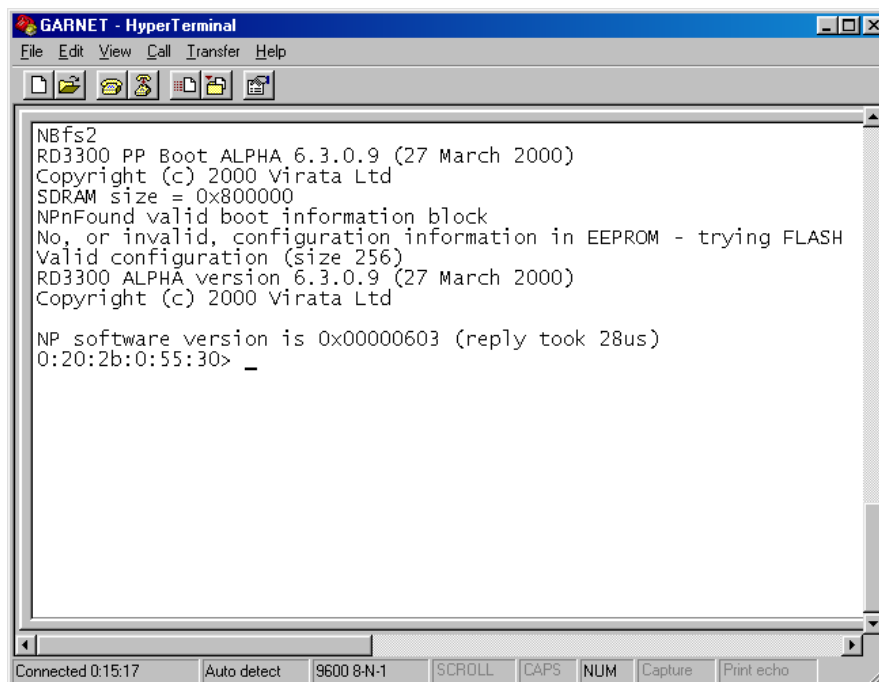 GARNET - HyperTerminal
File Edit View Call Transfer Help
NBfs2
RD3300 PP Boot ALPHA 6.3.0.9 (27 March 2000)
Copyright (c) 2000 Virata Ltd
SDRAM size = 0x800000
NPnFound valid boot information block
No, or invalid, configuration information in EEPROM - trying FLASH
Valid configuration (size 256)
RD3300 ALPHA version 6.3.0.9 (27 March 2000)
Copyright (c) 2000 Virata Ltd
NP software version is 0x00000603 (reply took 28us)
0:20:2b:0:55:30> _
Connected 0:15:17 Auto detect 9600 8-N-1 SCROLL CAPS NUM Capture Print echo